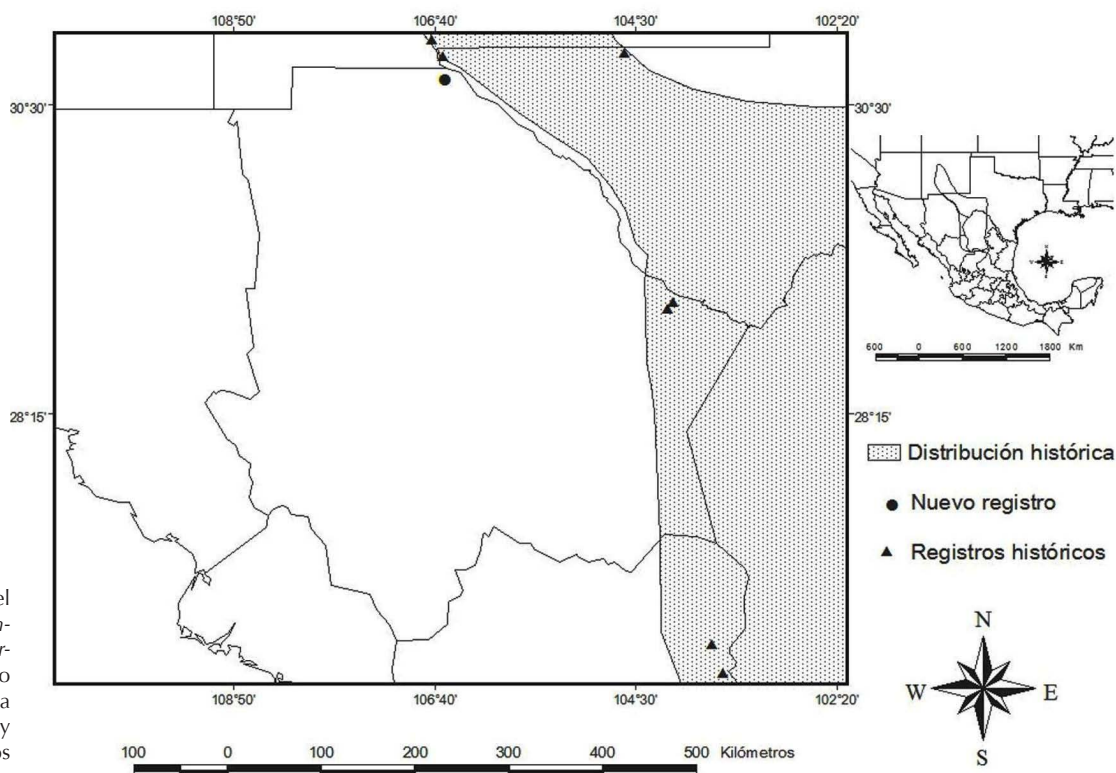 108°50'
106°40'
104°30'
102°20'
30°30'
30°30'
600 0 600 1200 1800 Km
28°15'
28°15'
Distribución histórica
Nuevo registro
Registros históricos
el
n-
r-
o
a
y
os
N
W E
S
108°50'
106°40'
104°30'
102°20'
100 0 100 200 300 400 500 Kilómetros